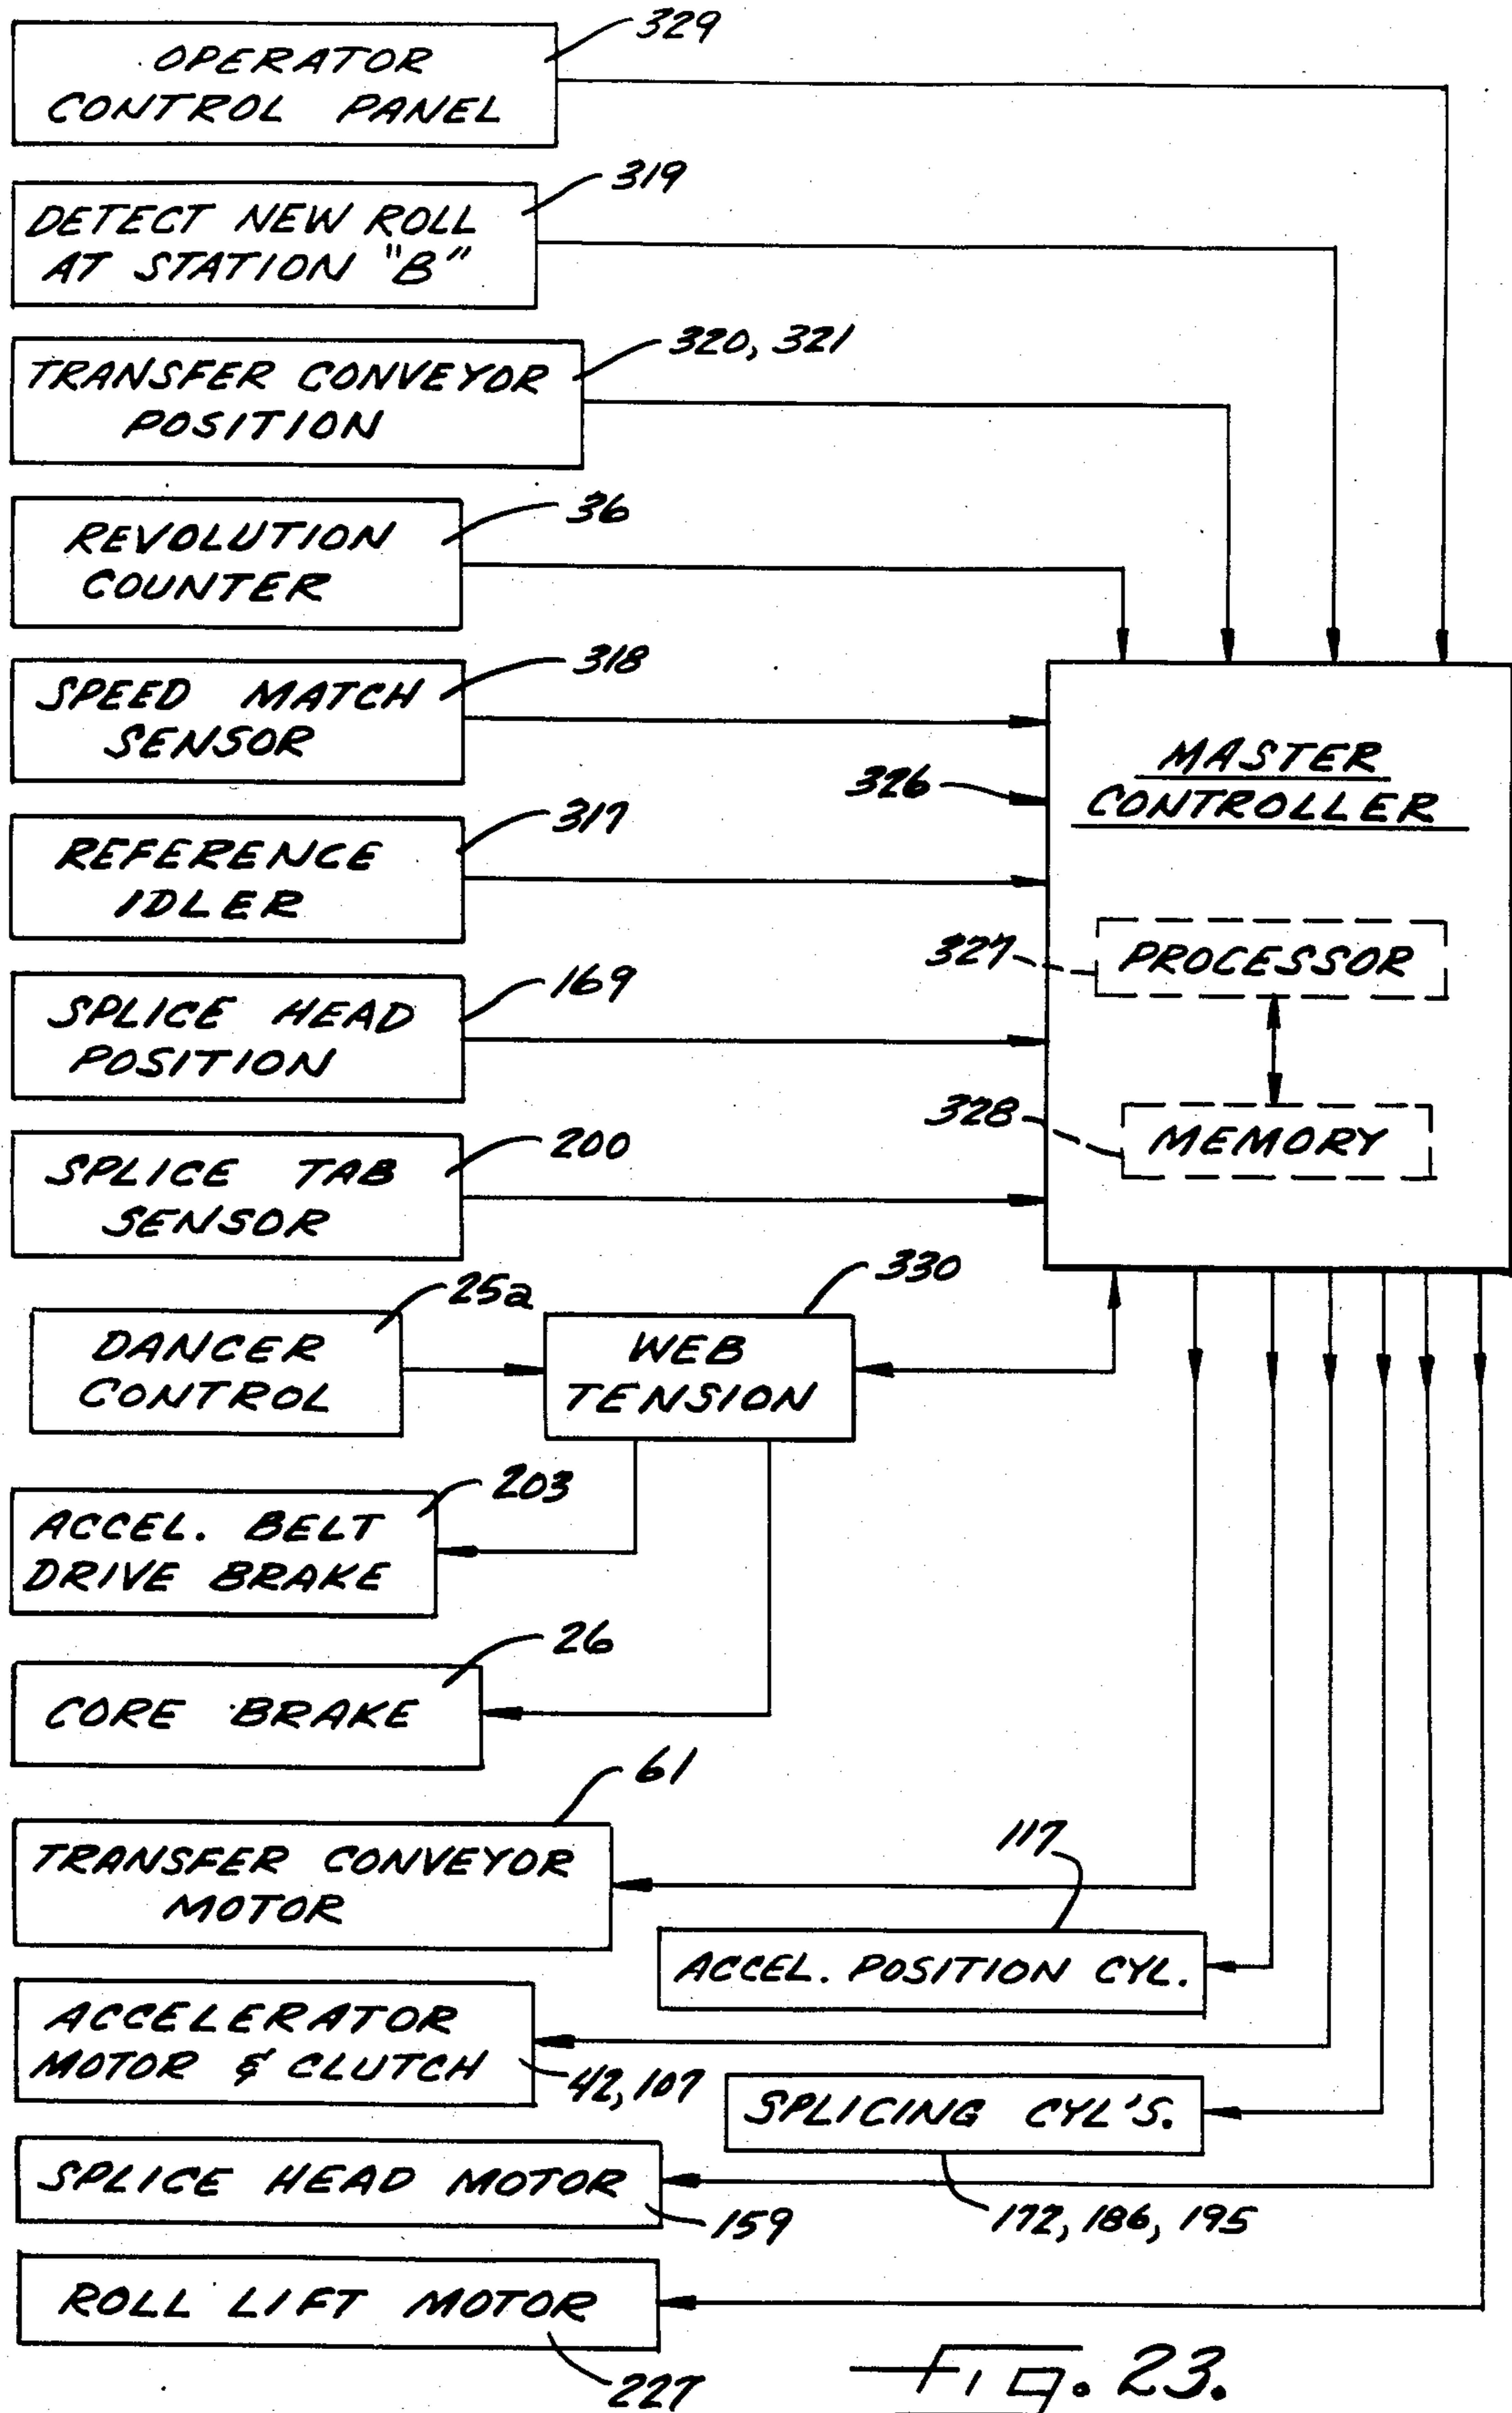 329
OPERATOR
CONTROL PANEL
319
DETECT NEW ROLL
AT STATION "B"
320, 321
TRANSFER CONVEYOR
POSITION
36
REVOLUTION
COUNTER
318
SPEED MATCH
SENSOR
326
MASTER
CONTROLLER
317
REFERENCE
IDLER
327
PROCESSOR
169
SPLICE HEAD
POSITION
328
MEMORY
200
SPLICE TAB
SENSOR
330
25a
DANCER
CONTROL
WEB
TENSION
203
ACCEL. BELT
DRIVE BRAKE
26
CORE BRAKE
61
TRANSFER CONVEYOR
MOTOR
117
ACCEL. POSITION CYL.
ACCELERATOR
MOTOR & CLUTCH
42, 107
SPLICING CYL'S.
172, 186, 195
SPLICE HEAD MOTOR
159
ROLL LIFT MOTOR
227
Fig. 23.